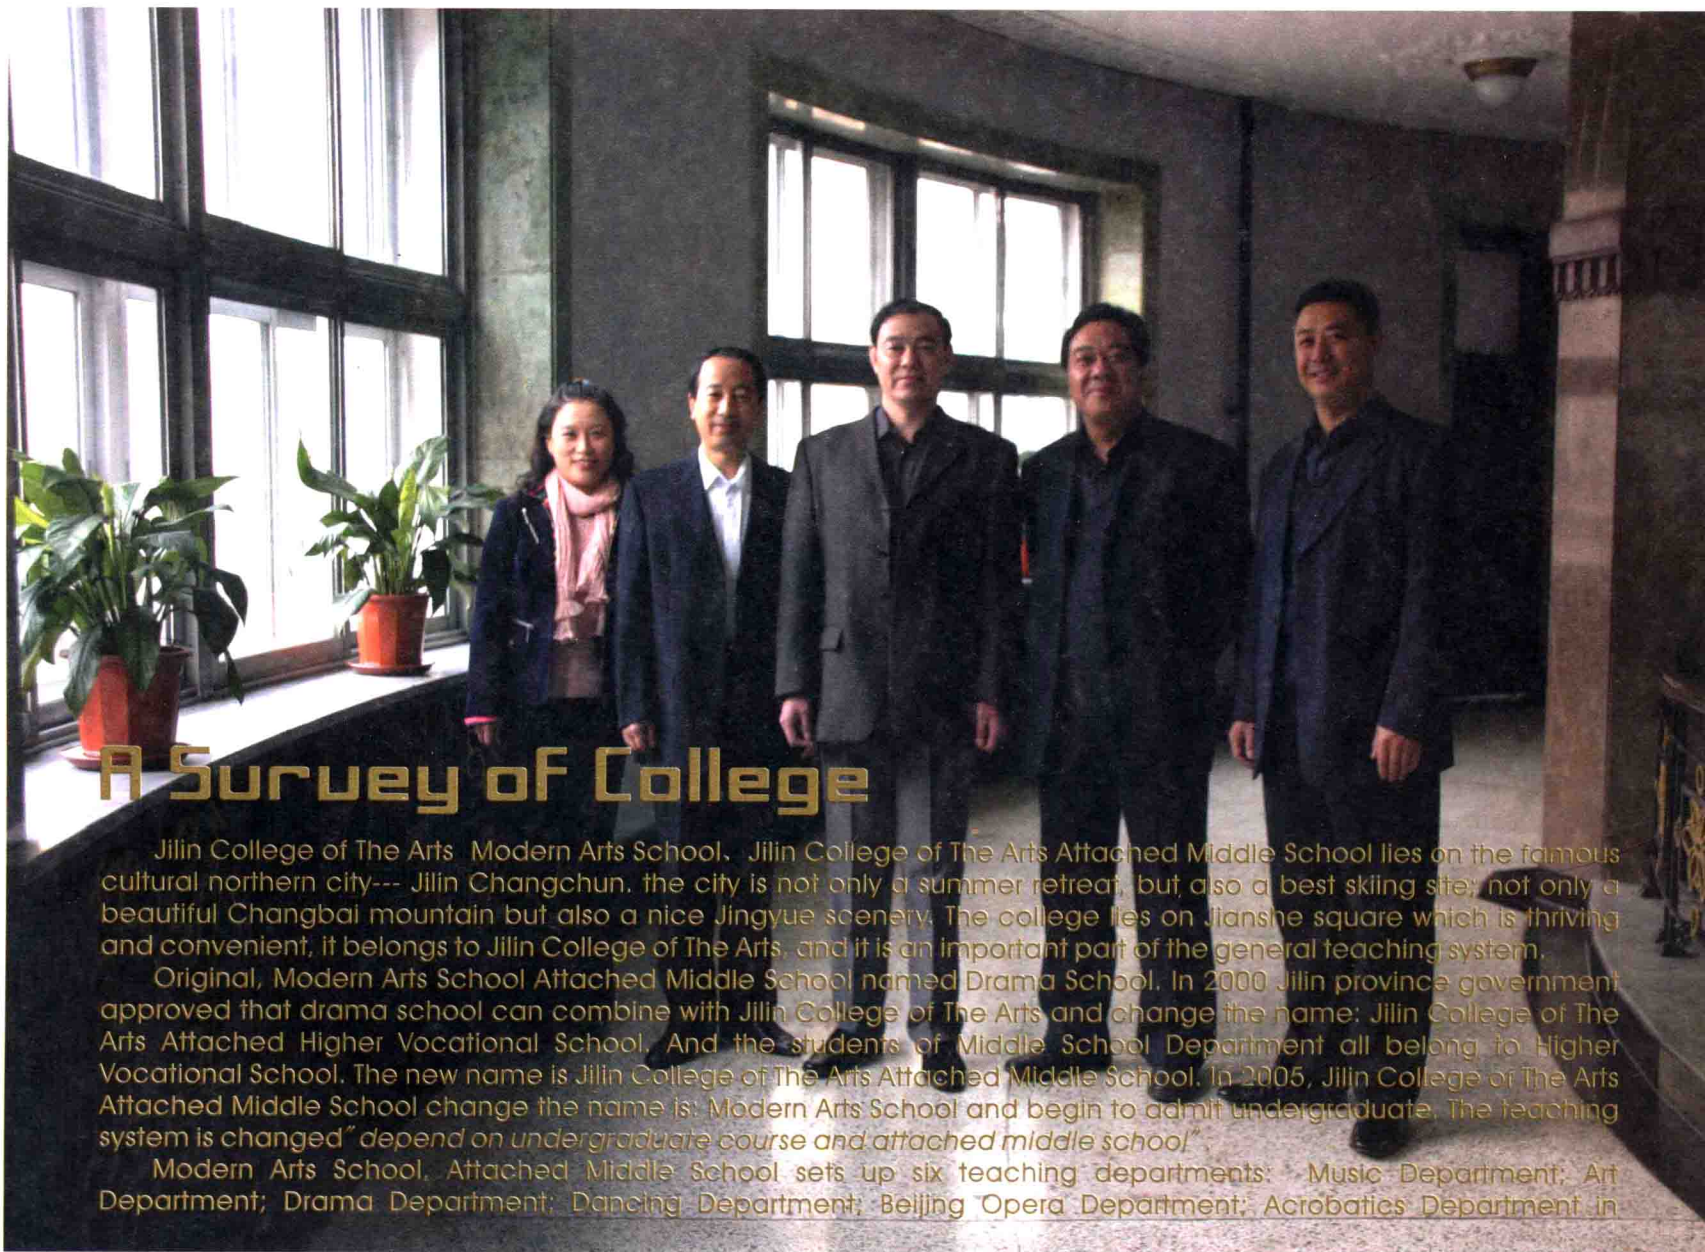 A Survey of College
Jilin College of The Arts Modern Arts School、Jilin College of The Arts Attached Middle School lies on the famous
cultural northern city--- Jilin Changchun. the city is not only a summer retreat, but also a best skiing site; not only a
beautiful Changbai mountain but also a nice Jingyue scenery. The college lies on Jianshe square which is thriving
and convenient, it belongs to Jilin College of The Arts, and it is an important part of the general teaching system.
Original, Modern Arts School Attached Middle School named Drama School. In 2000 Jilin province government
approved that drama school can combine with Jilin College of The Arts and change the name: Jilin College of The
Arts Attached Higher Vocational School. And the students of Middle School Department all belong to Higher
Vocational School. The new name is Jilin College of The Arts Attached Middle School. In 2005, Jilin College of The Arts
Attached Middle School change the name is: Modern Arts School and begin to admit undergraduate. The teaching
system is changed" depend on undergraduate course and attached middle school".
Modern Arts School, Attached Middle School sets up six teaching departments: Music Department; Art
Department; Drama Department; Dancing Department; Beijing Opera Department; Acrobatics Department in